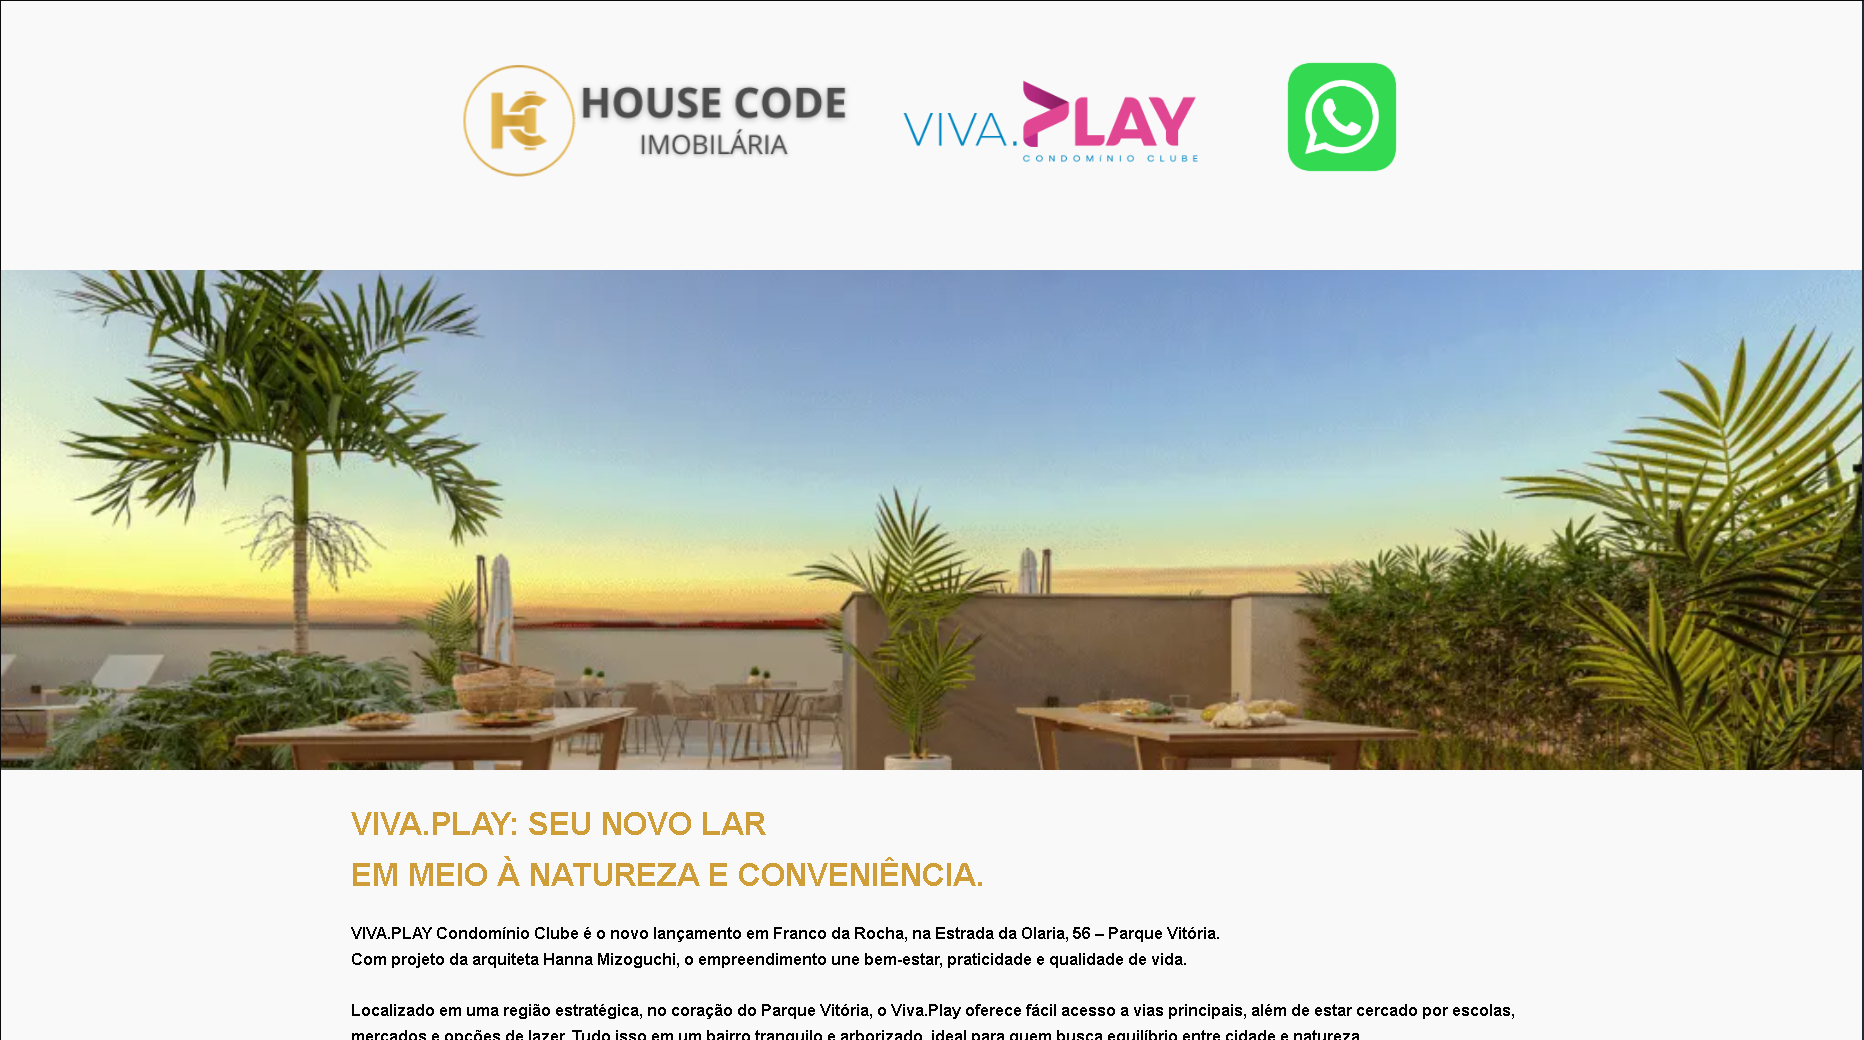 HOUSE CODE
IMOBILÁRIA
VIVA.PLAY
CONDOMÍNIO CLUBE
VIVA.PLAY: SEU NOVO LAR
EM MEIO À NATUREZA E CONVENIÊNCIA.
VIVA.PLAY Condomínio Clube é o novo lançamento em Franco da Rocha, na Estrada da Olaria, 56 – Parque Vitória.
Com projeto da arquiteta Hanna Mizoguchi, o empreendimento une bem-estar, praticidade e qualidade de vida.
Localizado em uma região estratégica, no coração do Parque Vitória, o Viva.Play oferece fácil acesso a vias principais, além de estar cercado por escolas,
mercados e opções de lazer. Tudo isso em um bairro tranquilo e arborizado, ideal para quem busca equilíbrio entre cidade e natureza.